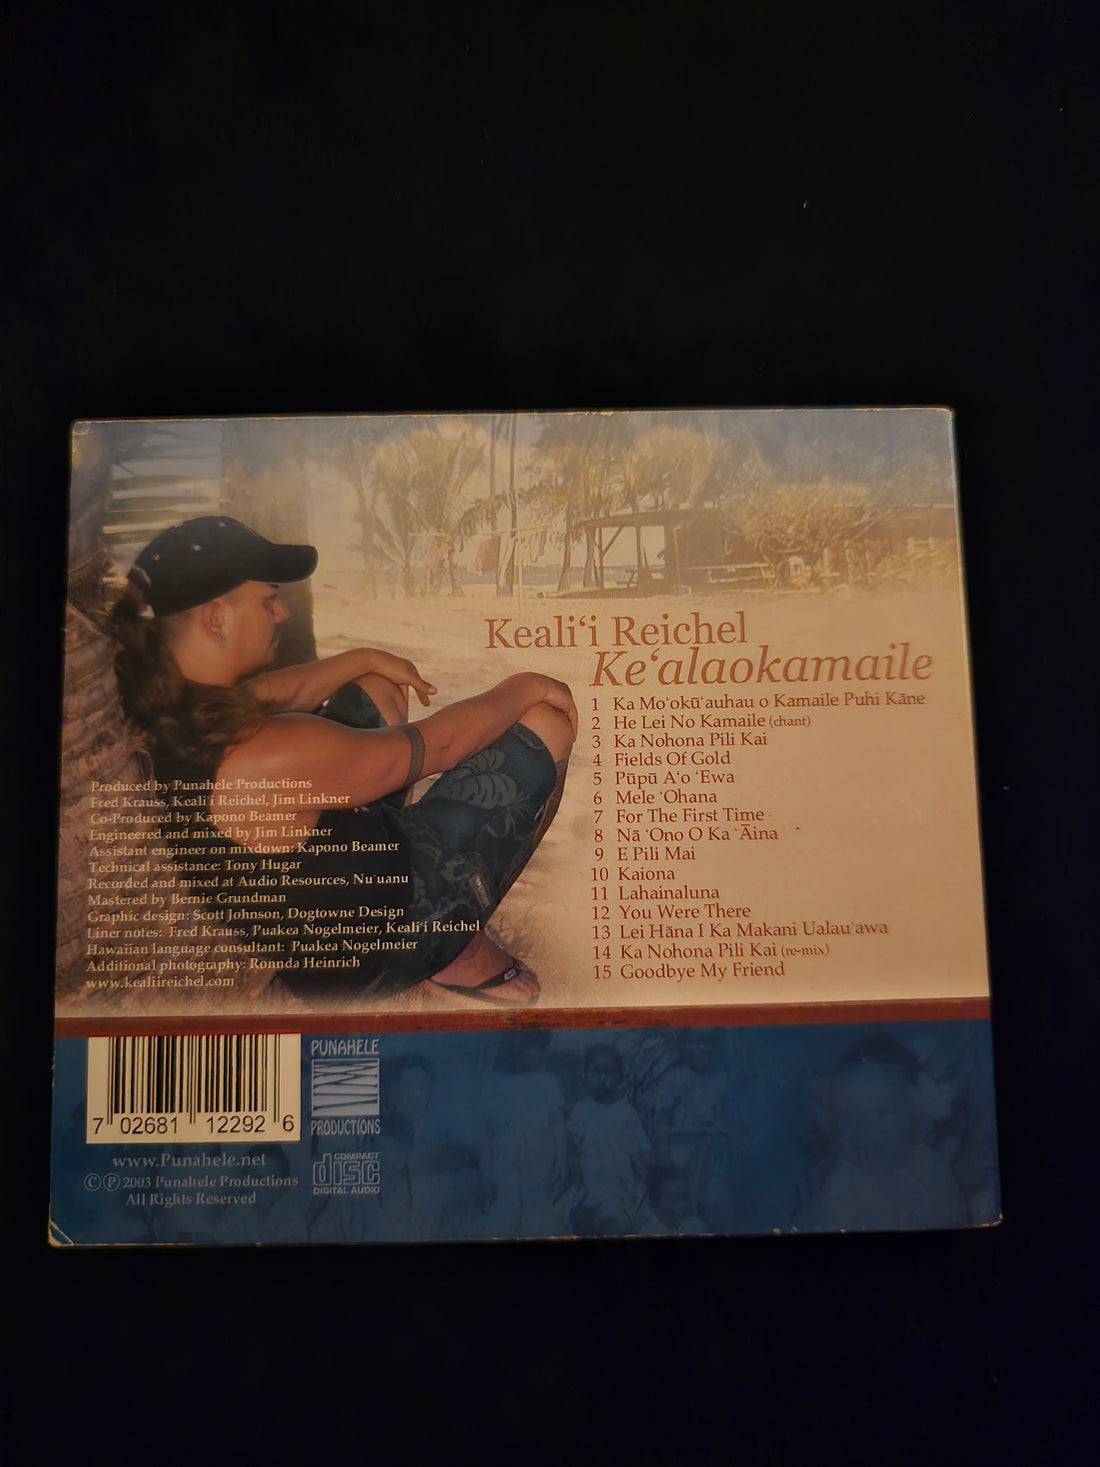 Keali‘i Reichel
Ke‘alaokamaile
1 Ka Mo‘okū‘auhau o Kamaile Puhi Kāne
2 He Lei No Kamaile (chant)
3 Ka Nohona Pili Kai
4 Fields Of Gold
5 Pūpū A‘o ‘Ewa
6 Mele ‘Ohana
7 For The First Time
8 Nā ‘Ono O Ka ‘Āina
9 E Pili Mai
10 Kaiona
11 Lahainaluna
12 You Were There
13 Lei Hāna I Ka Makani Ualau‘awa
14 Ka Nohona Pili Kai (re-mix)
15 Goodbye My Friend
Produced by Punahele Productions
Fred Krauss, Keali‘i Reichel, Jim Linkner
Co-Produced by Kapono Beamer
Engineered and mixed by Jim Linkner
Assistant engineer on mixdown: Kapono Beamer
Technical assistance: Tony Hugar
Recorded and mixed at Audio Resources, Nu‘uanu
Mastered by Bernie Grundman
Graphic design: Scott Johnson, Dogtowne Design
Liner notes: Fred Krauss, Puakea Nogelmeier, Keali‘i Reichel
Hawaiian language consultant: Puakea Nogelmeier
Additional photography: Ronnda Heinrich
www.kealiireichel.com
7 02681 12292 6
PUNAHELE
PRODUCTIONS
www.Punahele.net
©℗2003 Punahele Productions
All Rights Reserved
COMPACT
disc
DIGITAL AUDIO